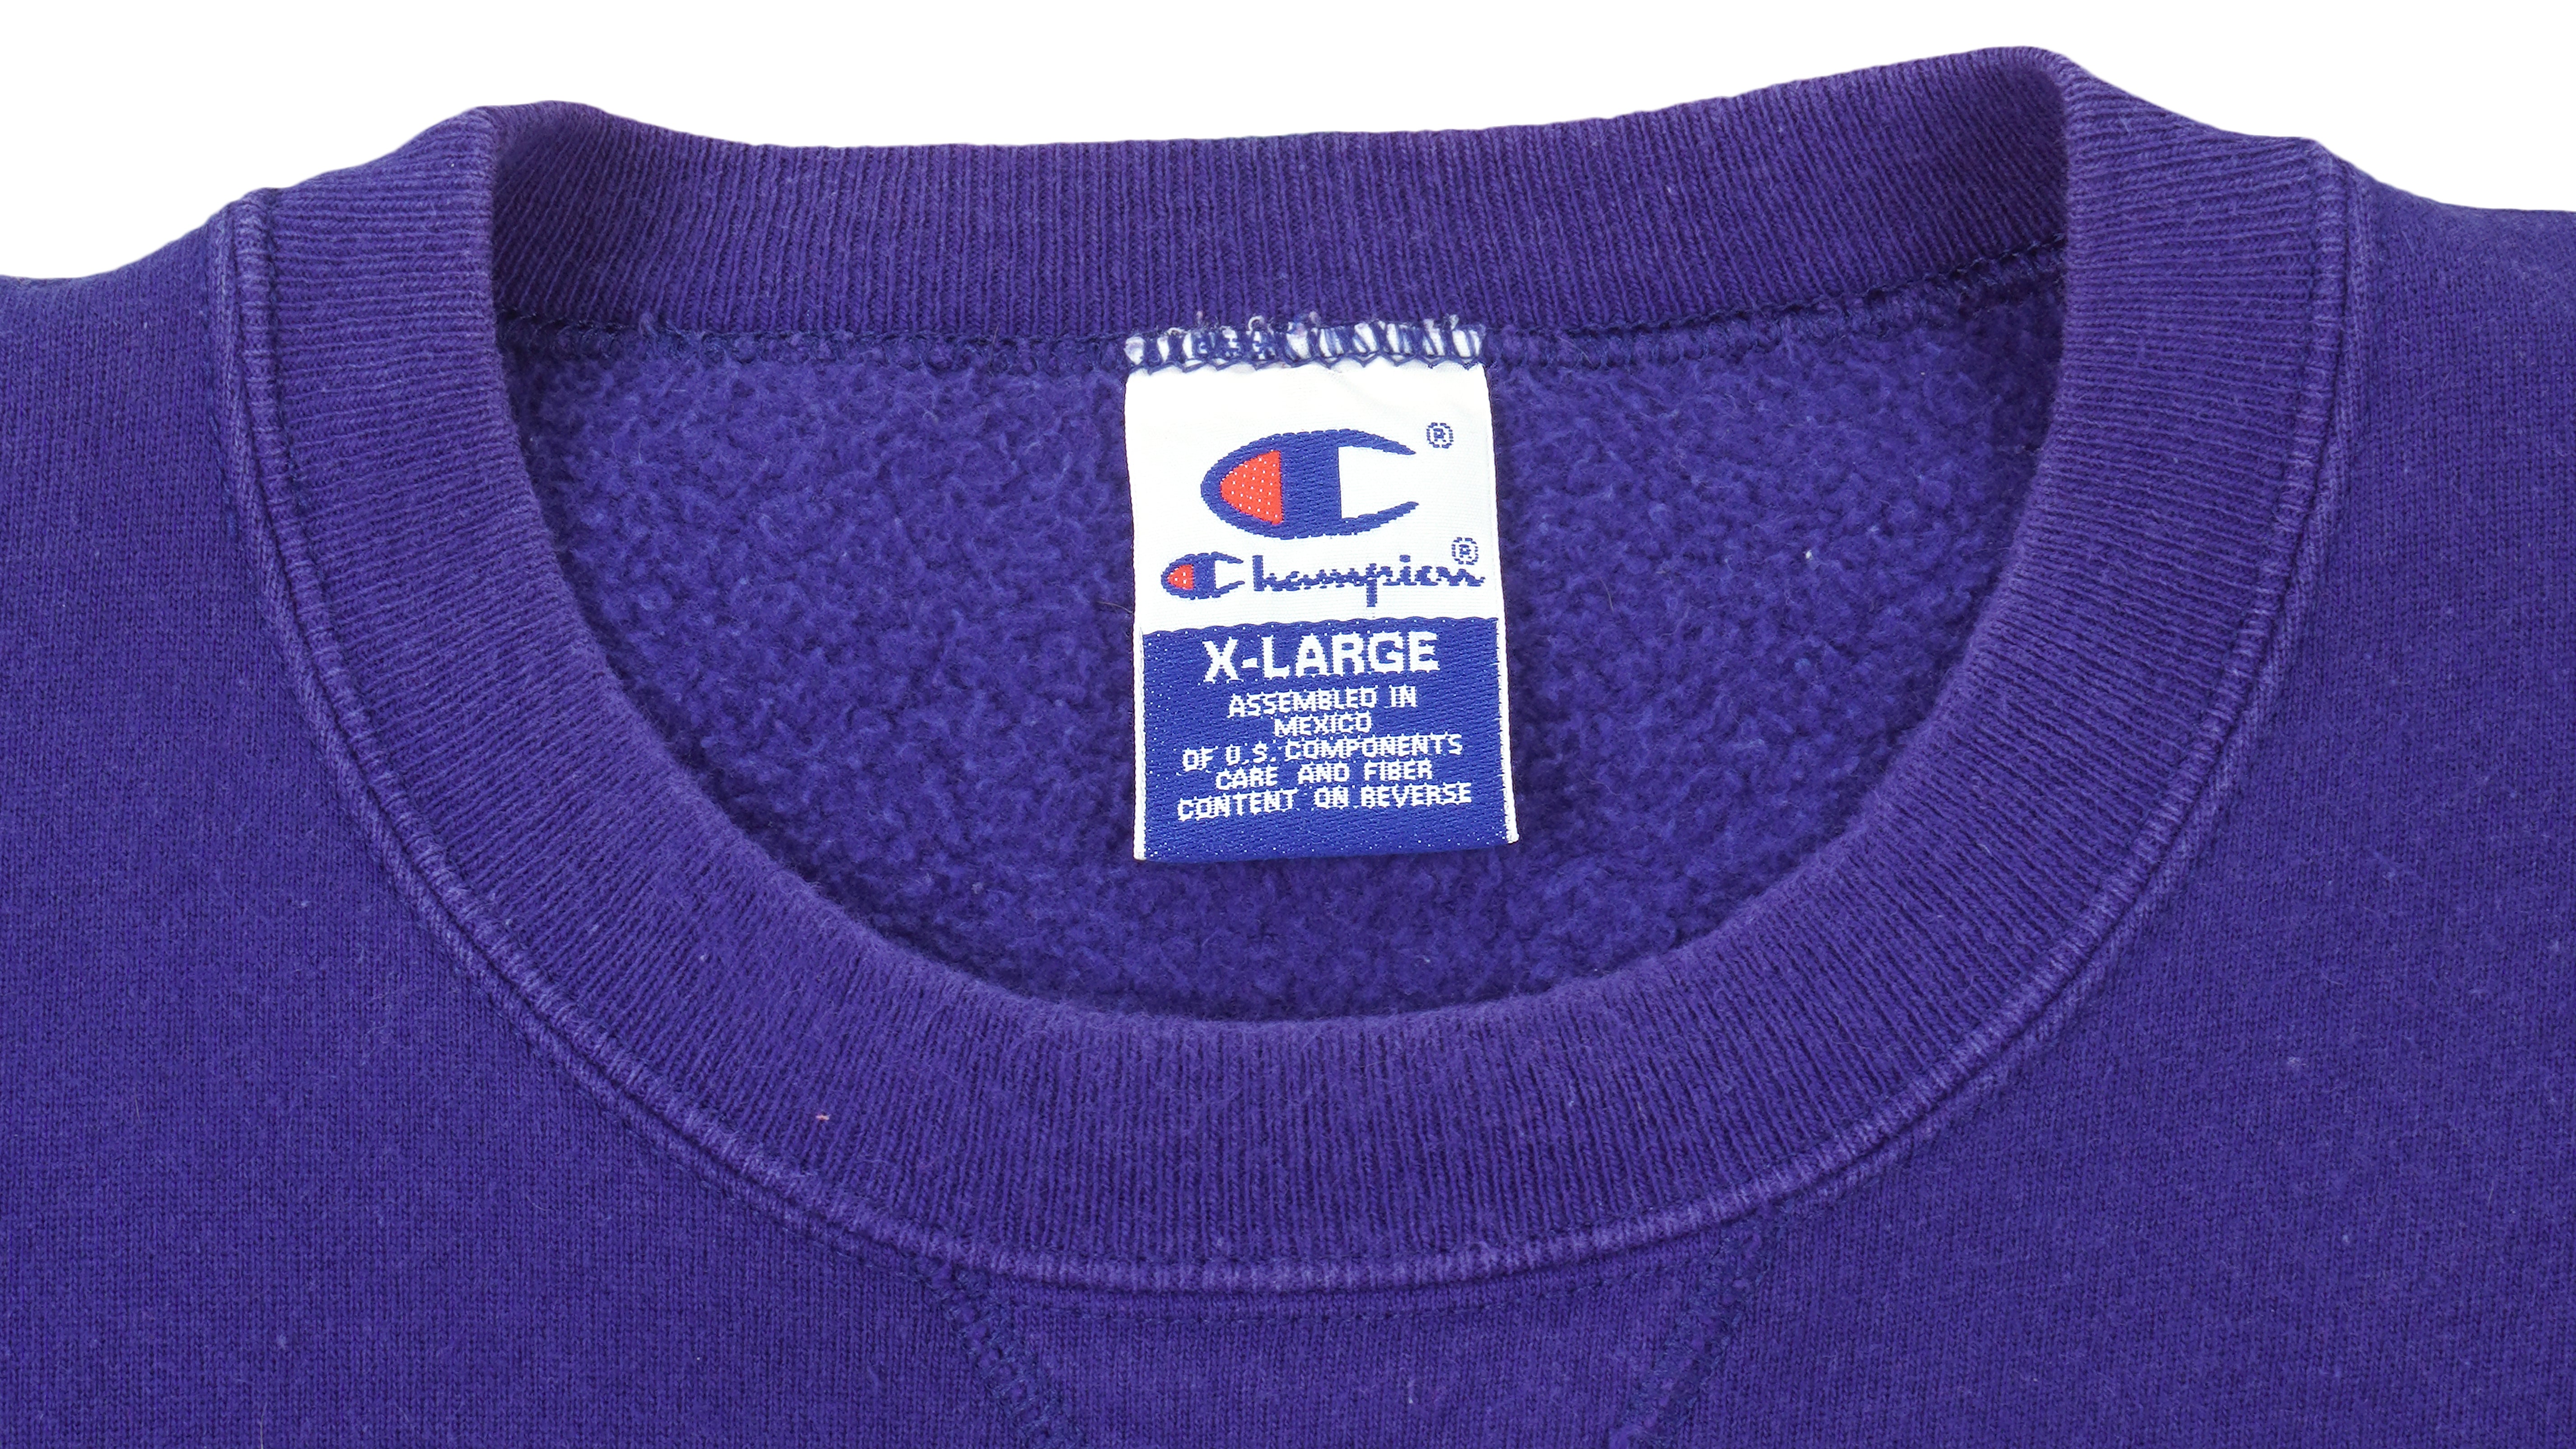 ®
Champion®
X-LARGE
ASSEMBLED IN
MEXICO
OF U.S. COMPONENTS
CARE AND FIBER
CONTENT ON REVERSE